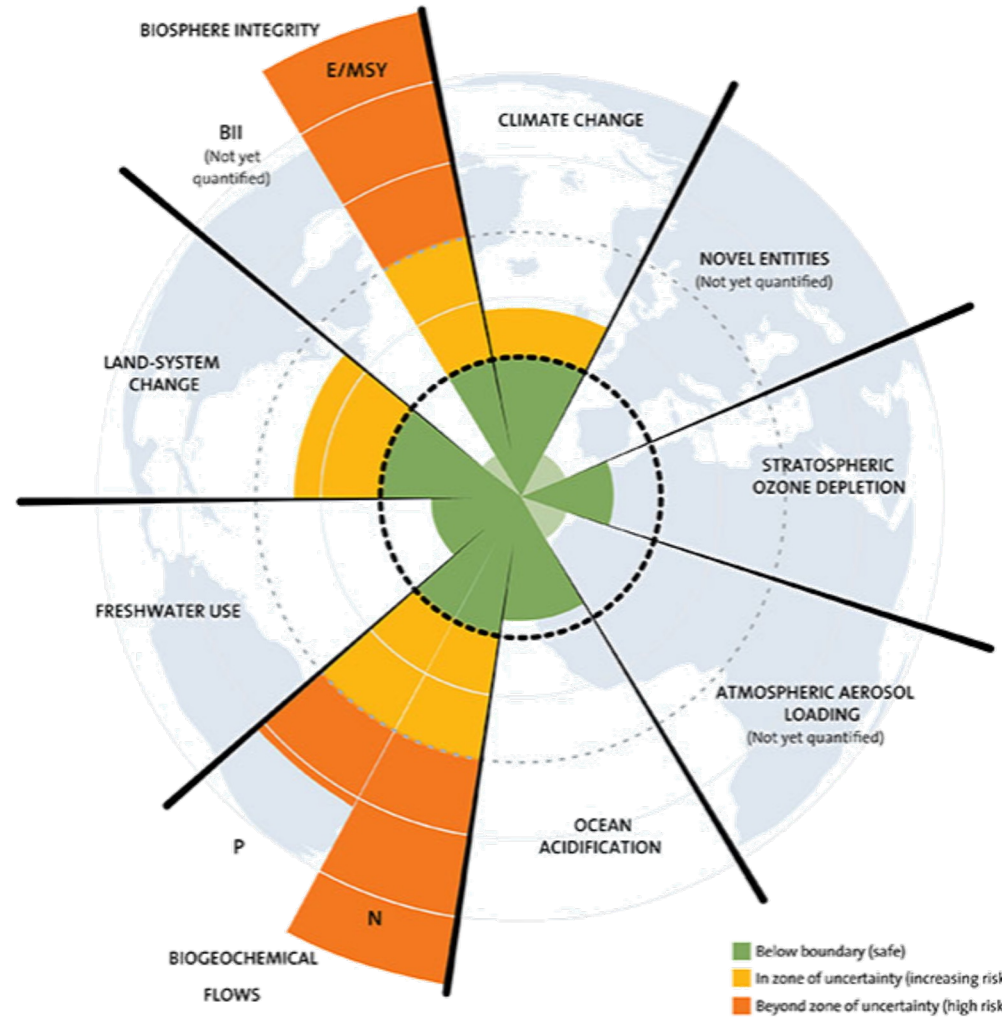 BIOSPHERE INTEGRITY
E/MSY
BII
(Not yet
quantified)
CLIMATE CHANGE
NOVEL ENTITIES
(Not yet quantified)
STRATOSPHERIC
OZONE DEPLETION
ATMOSPHERIC AEROSOL
LOADING
(Not yet quantified)
OCEAN
ACIDIFICATION
N
P
BIOGEOCHEMICAL
FLOWS
FRESHWATER USE
LAND-SYSTEM
CHANGE
Below boundary (safe)
In zone of uncertainty (increasing risk
Beyond zone of uncertainty (high risk